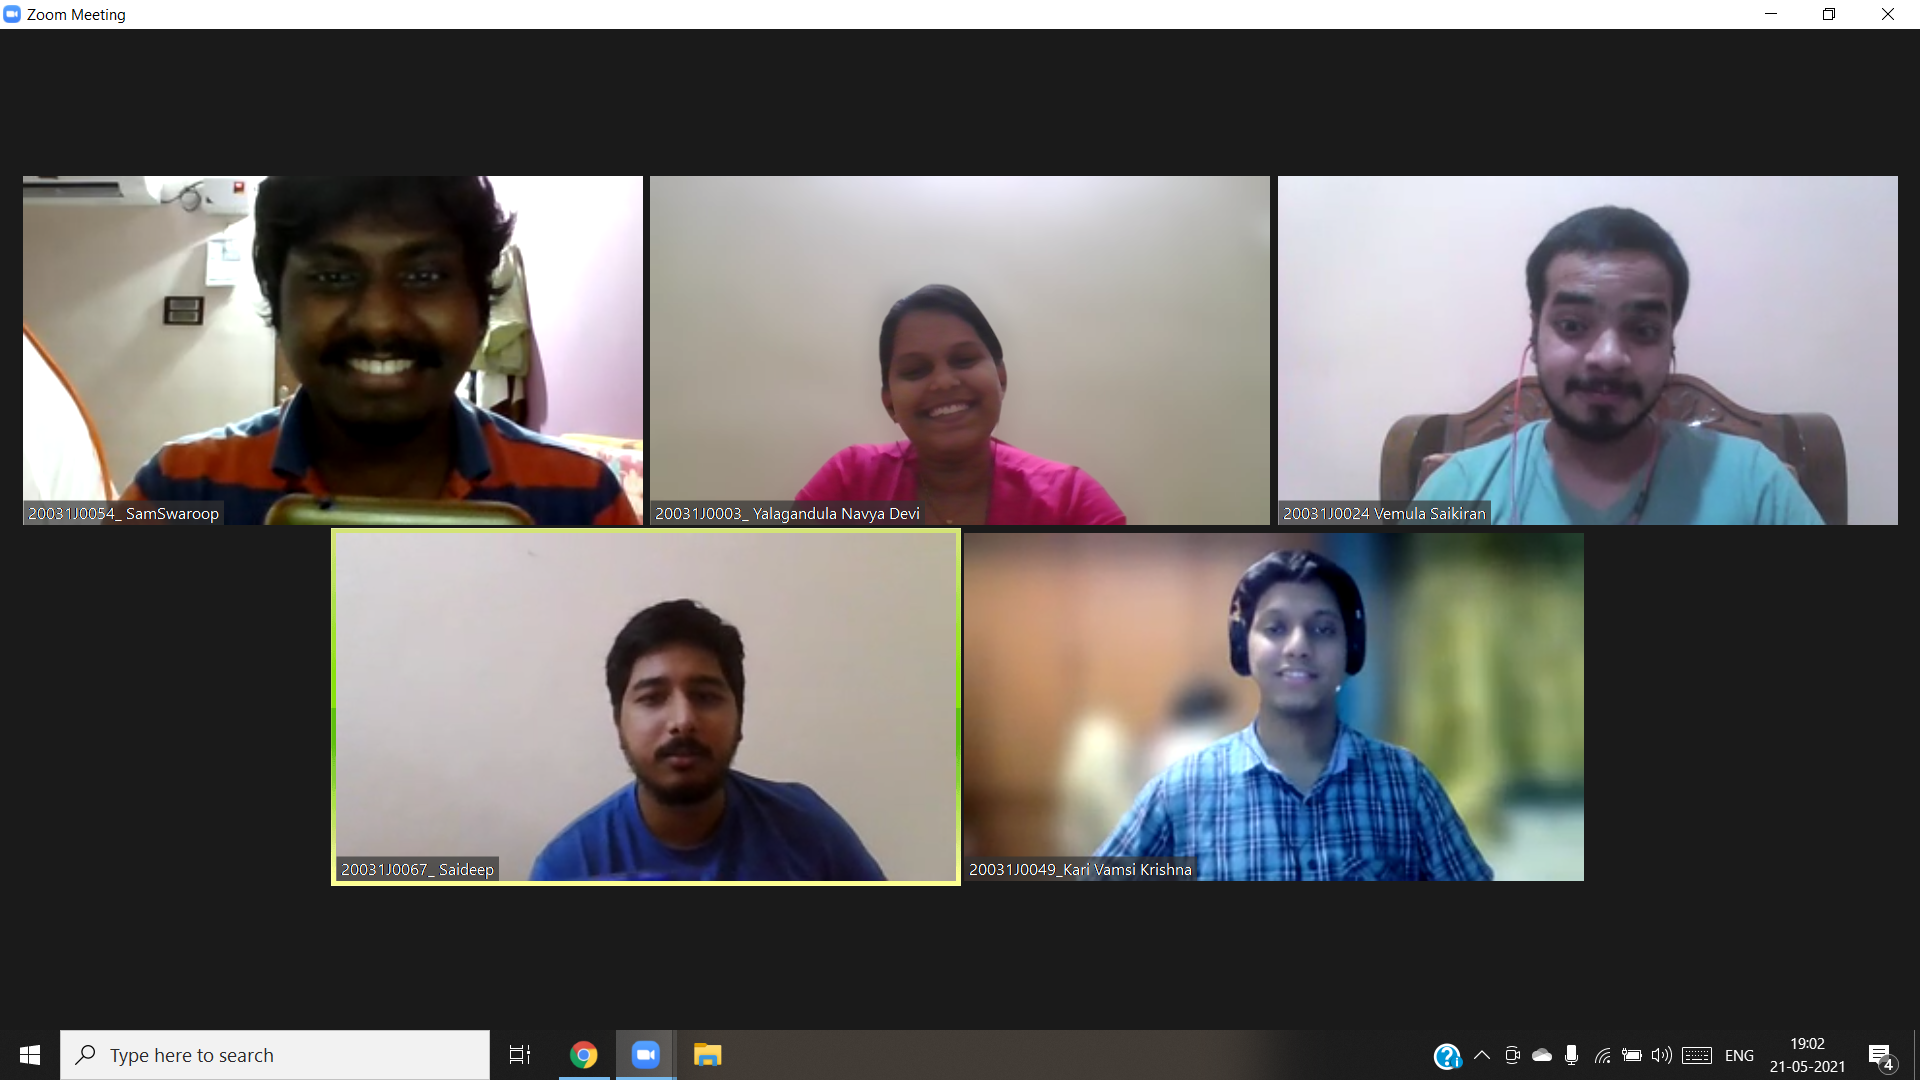 Zoom Meeting
20031J0054_ SamSwaroop
20031J0003_ Yalagandula Navya Devi
20031J0024 Vemula Saikiran
20031J0067_ Saideep
20031J0049_Kari Vamsi Krishna
Type here to search
ENG
19:02
21-05-2021
4